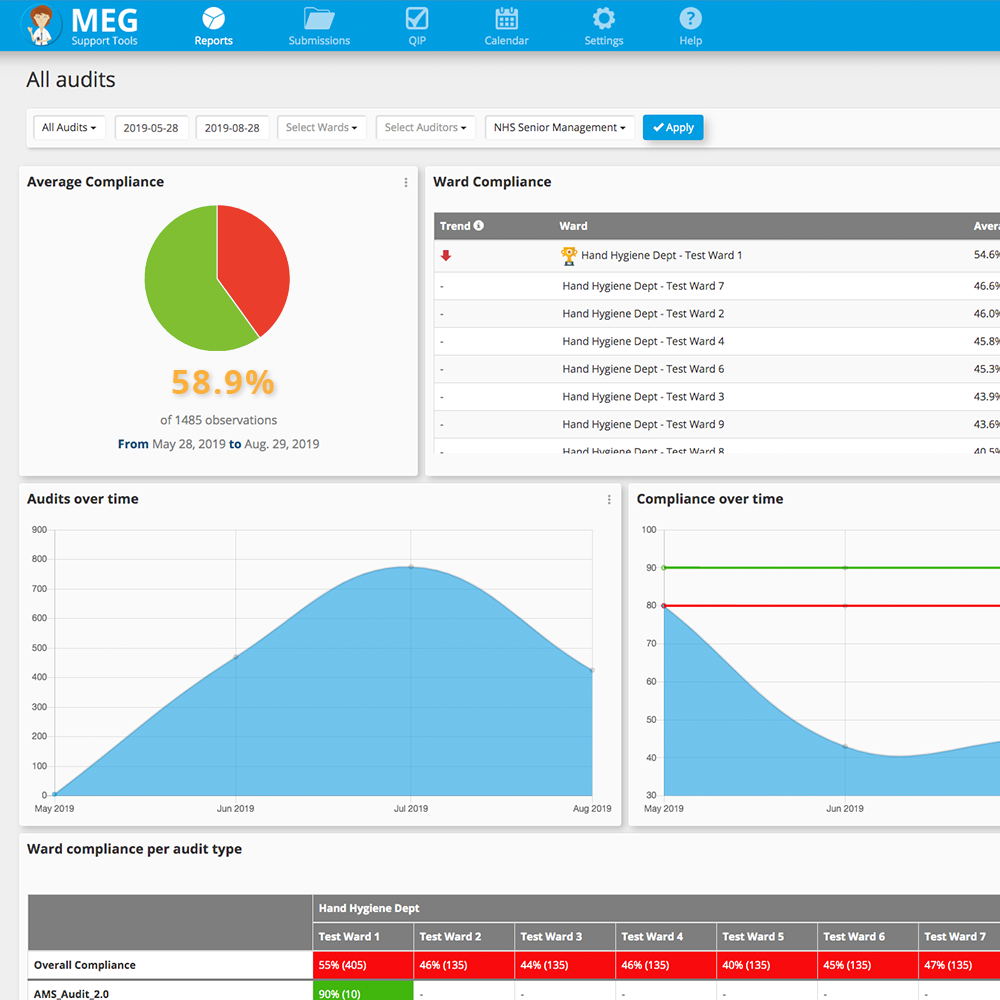 MEG
Support Tools
Reports
Submissions
QIP
Calendar
Settings
Help
All audits
All Audits
2019-05-28
2019-08-28
Select Wards
Select Auditors
NHS Senior Management
Apply
Average Compliance
58.9%
of 1485 observations
From May 28, 2019 to Aug. 29, 2019
Ward Compliance
Trend Ward
Hand Hygiene Dept - Test Ward 1 54.6%
- Hand Hygiene Dept - Test Ward 7 46.6%
- Hand Hygiene Dept - Test Ward 2 46.0%
- Hand Hygiene Dept - Test Ward 4 45.8%
- Hand Hygiene Dept - Test Ward 6 45.3%
- Hand Hygiene Dept - Test Ward 3 43.9%
- Hand Hygiene Dept - Test Ward 9 43.6%
- Hand Hygiene Dept - Test Ward 8 40.5%
Audits over time
900
800
700
600
500
400
300
200
100
0
May 2019 Jun 2019 Jul 2019 Aug 2019
Compliance over time
100
90
80
70
60
50
40
30
May 2019 Jun 2019
Ward compliance per audit type
Hand Hygiene Dept
Test Ward 1 Test Ward 2 Test Ward 3 Test Ward 4 Test Ward 5 Test Ward 6 Test Ward 7
Overall Compliance 55% (405) 46% (135) 44% (135) 46% (135) 40% (135) 45% (135) 47% (135)
AMS_Audit_2.0 90% (10) - - - - - -